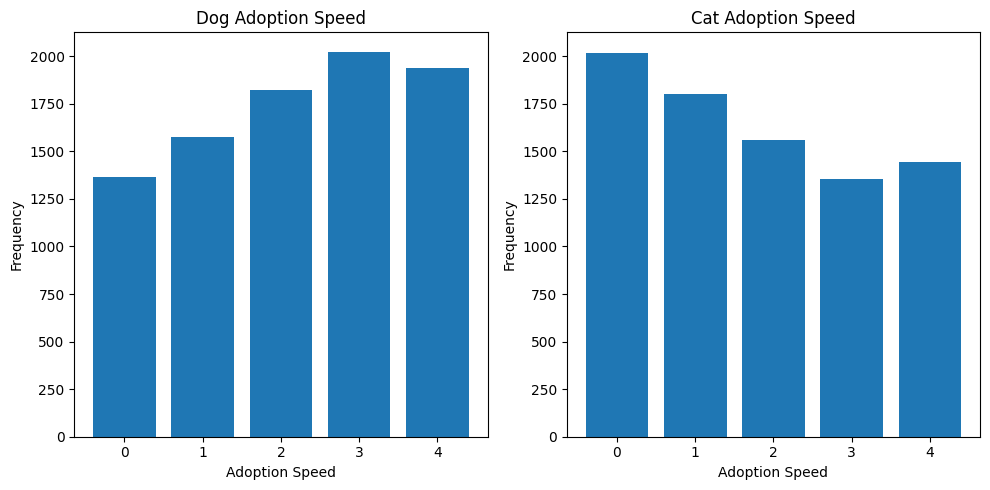 Dog Adoption Speed
2000
1750
1500
1250
1000
750
500
250
0
Frequency
0 1 2 3 4
Adoption Speed
Cat Adoption Speed
2000
1750
1500
1250
1000
750
500
250
0
Frequency
0 1 2 3 4
Adoption Speed